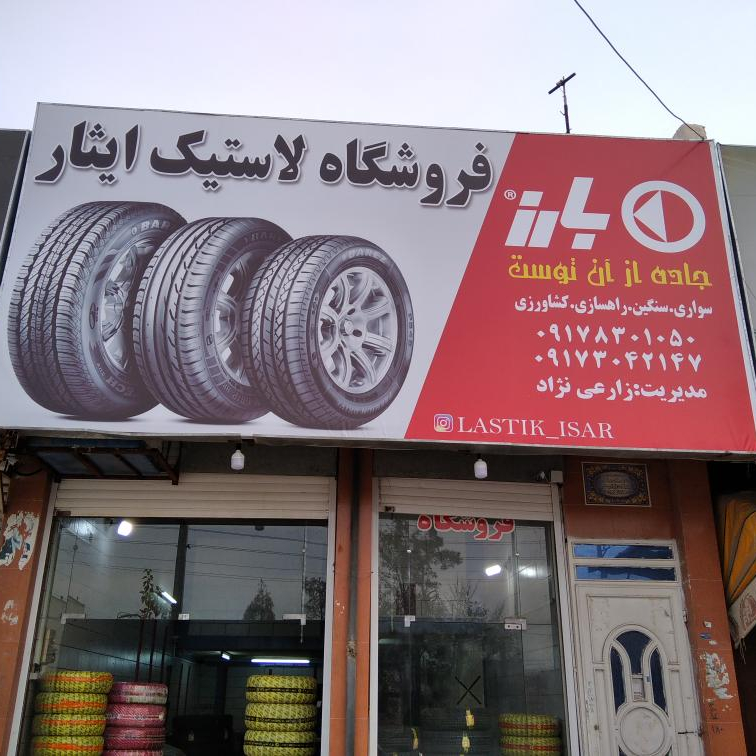 فروشگاه لاستیک ایثار
بارز®
جاده از آن توست
سواری.سنگین.راهسازی.کشاورزی
۰۹۱۷۸۳۰۱۰۵۰
۰۹۱۷۳۰۴۲۱۴۷
مدیریت:زارعی نژاد
LASTIK_ISAR
فروشگاه